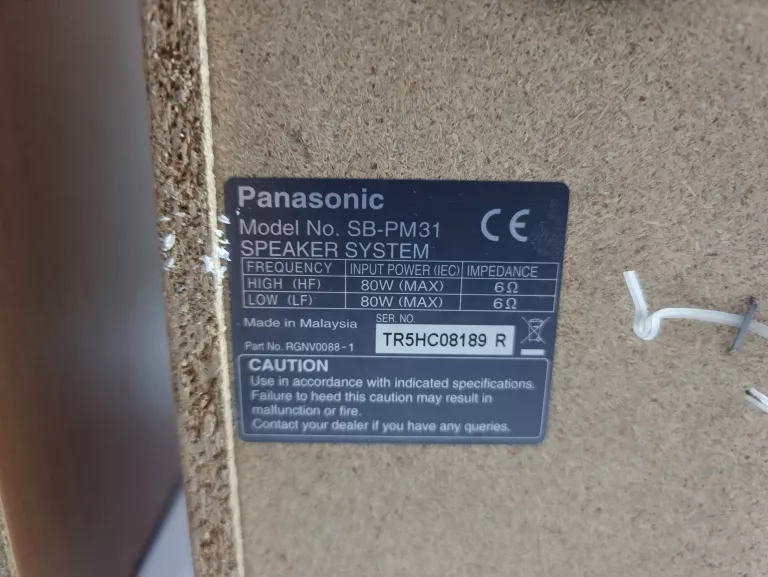 Panasonic
Model No. SB-PM31
CE
SPEAKER SYSTEM
FREQUENCY INPUT POWER (IEC) IMPEDANCE
HIGH (HF) 80W (MAX) 6Ω
LOW (LF) 80W (MAX) 6Ω
SER. NO.
Made in Malaysia
TR5HC08189 R
Part No. RGNV0088-1
CAUTION
Use in accordance with indicated specifications.
Failure to heed this caution may result in
malfunction or fire.
Contact your dealer if you have any queries.